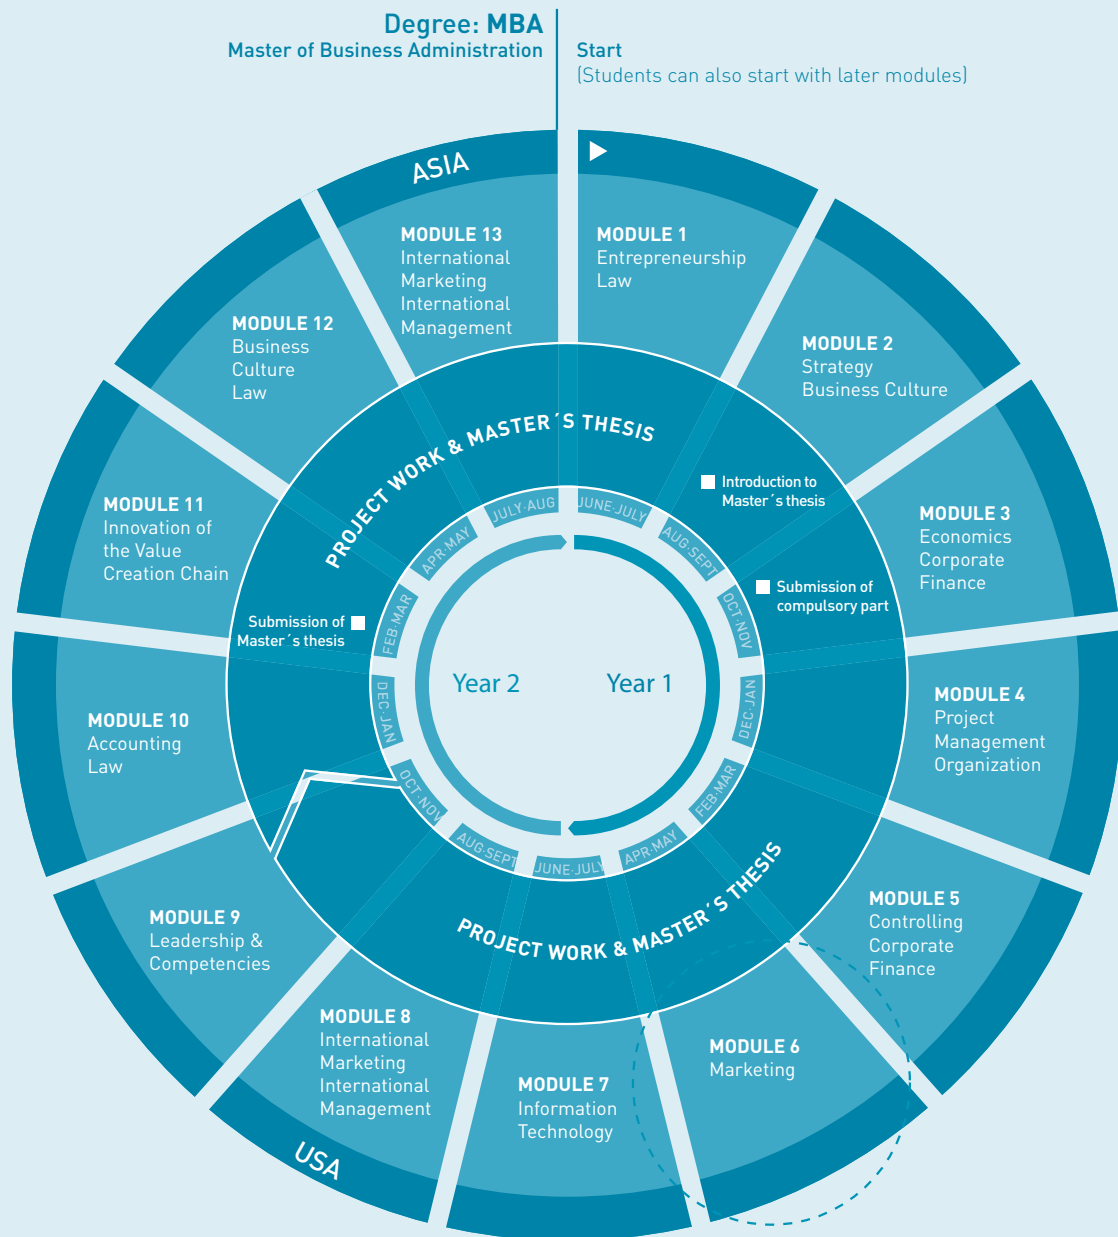 Degree: MBA
Master of Business Administration
Start
(Students can also start with later modules)
ASIA
MODULE 13
International
Marketing
International
Management
MODULE 1
Entrepreneurship
Law
MODULE 12
Business
Culture
Law
MODULE 2
Strategy
Business Culture
PROJECT WORK & MASTER´S THESIS
Introduction to
Master´s thesis
MODULE 11
Innovation of
the Value
Creation Chain
MODULE 3
Economics
Corporate
Finance
JULY·AUG
JUNE·JULY
APR·MAY
AUG·SEPT
Submission of
compulsory part
FEB·MAR
OCT·NOV
Submission of
Master´s thesis
Year 2
Year 1
DEC·JAN
DEC·JAN
MODULE 10
Accounting
Law
MODULE 4
Project
Management
Organization
OCT·NOV
FEB·MAR
AUG·SEPT
JUNE·JULY
APR·MAY
PROJECT WORK & MASTER´S THESIS
MODULE 9
Leadership &
Competencies
MODULE 5
Controlling
Corporate
Finance
MODULE 8
International
Marketing
International
Management
MODULE 6
Marketing
MODULE 7
Information
Technology
USA